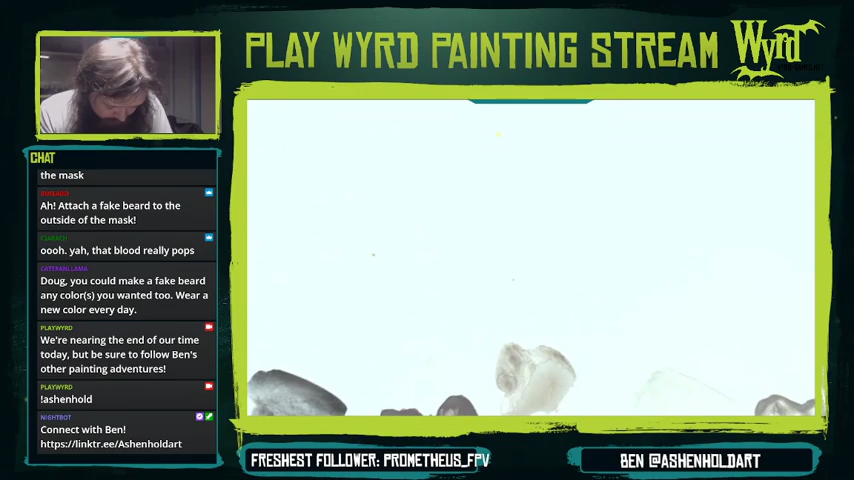 PLAY WYRD PAINTING STREAM
Wyrd
CHAT
the mask
Ah! Attach a fake beard to the
outside of the mask!
oooh. yah, that blood really pops
CATERANLLAMA
Doug, you could make a fake beard
any color(s) you wanted too. Wear a
new color every day.
PLAYWYRD
We're nearing the end of our time
today, but be sure to follow Ben's
other painting adventures!
PLAYWYRD
!ashenhold
NIGHTBOT
Connect with Ben!
https://linktr.ee/Ashenholdart
FRESHEST FOLLOWER: PROMETHEUS_FPV
BEN @ASHENHOLDART